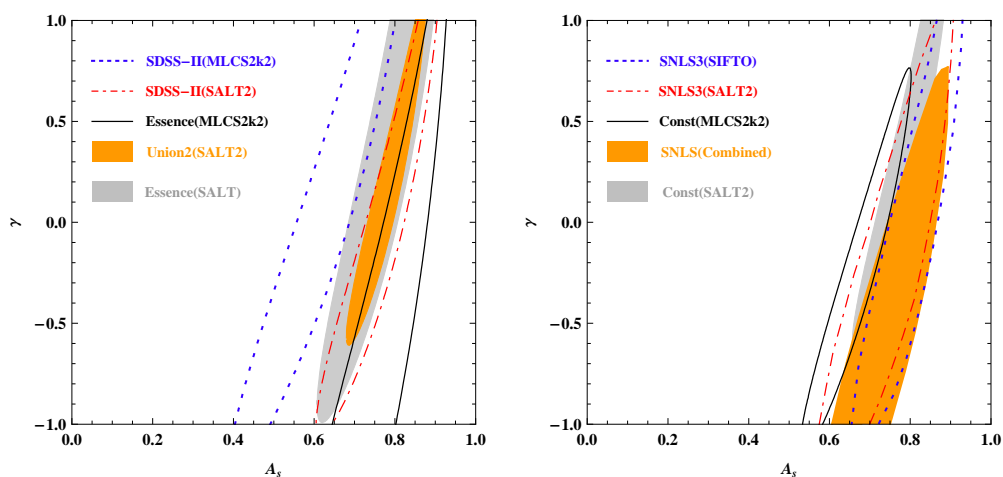 1.0
0.5
0.0
−0.5
−1.0
γ
SDSS−II(MLCS2k2)
SDSS−II(SALT2)
Essence(MLCS2k2)
Union2(SALT2)
Essence(SALT)
0.0 0.2 0.4 0.6 0.8 1.0
A_s
1.0
0.5
0.0
−0.5
−1.0
γ
SNLS3(SIFTO)
SNLS3(SALT2)
Const(MLCS2k2)
SNLS(Combined)
Const(SALT2)
0.0 0.2 0.4 0.6 0.8 1.0
A_s